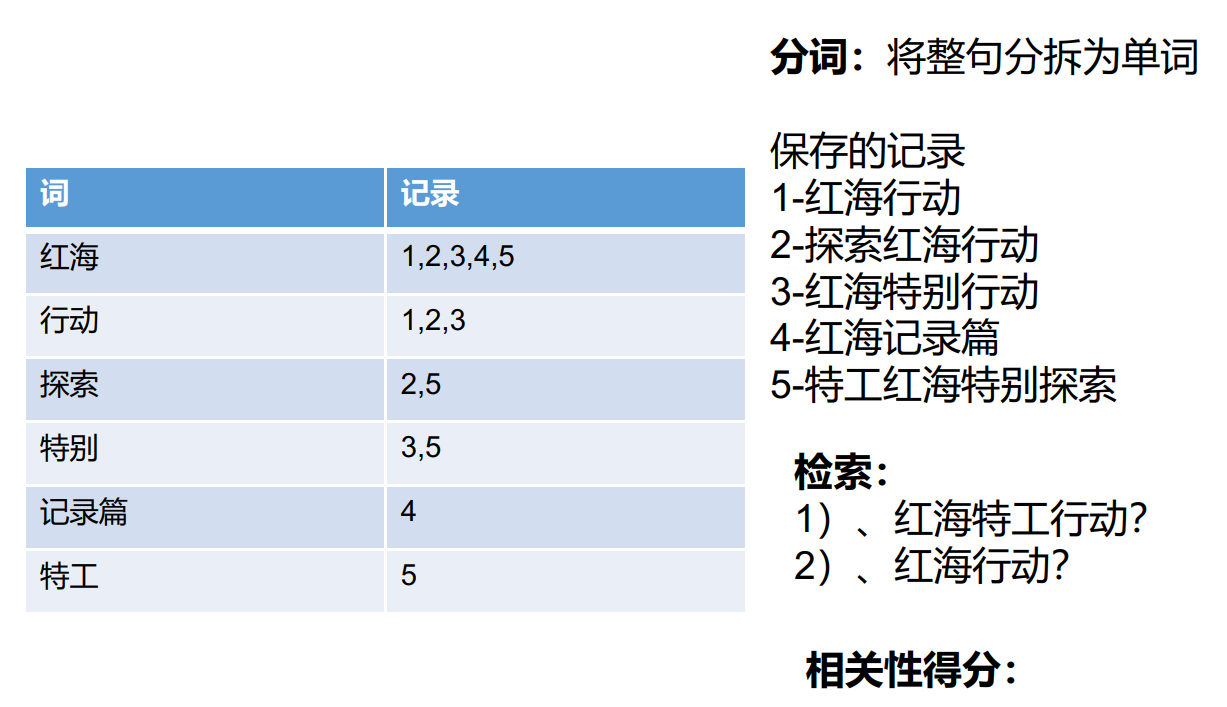 分词：将整句分拆为单词
保存的记录
1-红海行动
2-探索红海行动
3-红海特别行动
4-红海记录篇
5-特工红海特别探索
检索：
1）、红海特工行动？
2）、红海行动？
相关性得分：
词 记录
红海 1,2,3,4,5
行动 1,2,3
探索 2,5
特别 3,5
记录篇 4
特工 5